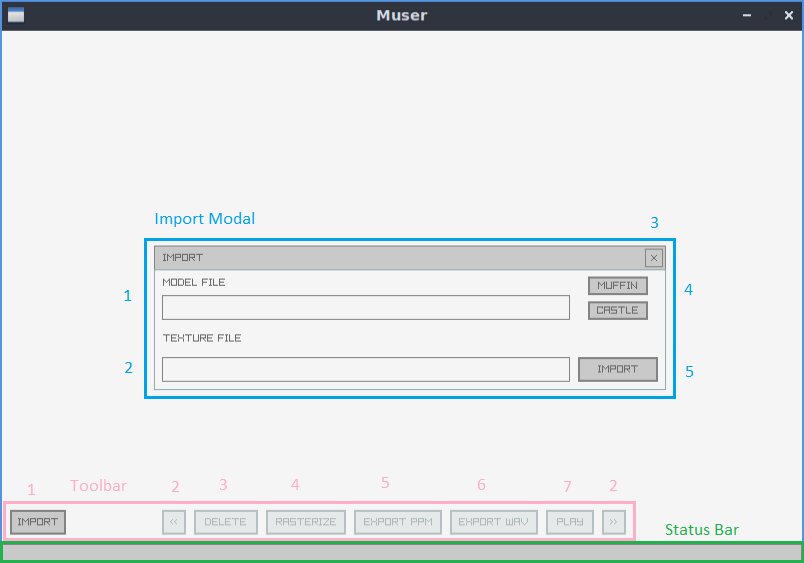 Muser
Import Modal
3
IMPORT
MODEL FILE
MUFFIN
4
1
CASTLE
TEXTURE FILE
2
IMPORT
5
1
Toolbar
2
3
4
5
6
7
2
IMPORT
<<
DELETE
RASTERIZE
EXPORT PPM
EXPORT WAV
PLAY
>>
Status Bar